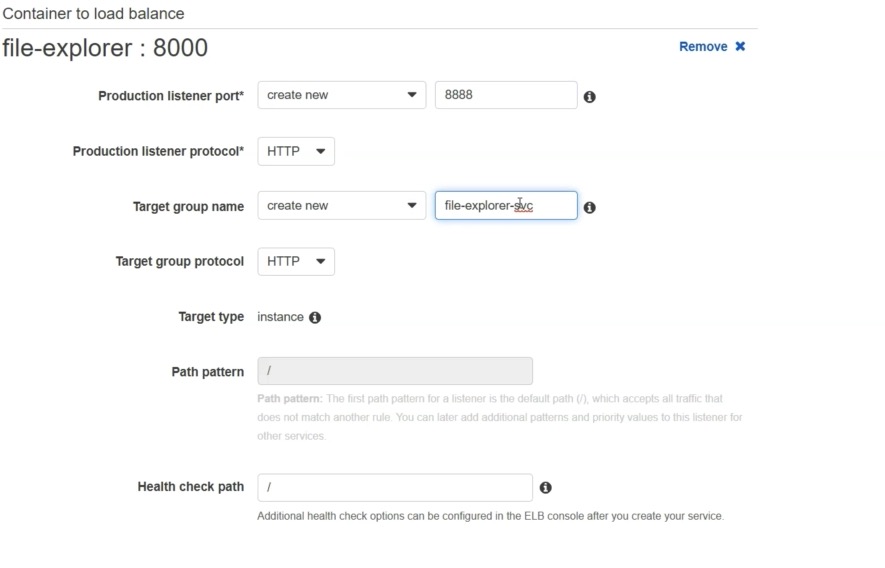 Container to load balance
file-explorer : 8000
Remove ✖
Production listener port* create new 8888
Production listener protocol* HTTP
Target group name create new file-explorer-svc
Target group protocol HTTP
Target type instance
Path pattern /
Path pattern: The first path pattern for a listener is the default path (/), which accepts all traffic that
does not match another rule. You can later add additional patterns and priority values to this listener for
other services.
Health check path /
Additional health check options can be configured in the ELB console after you create your service.